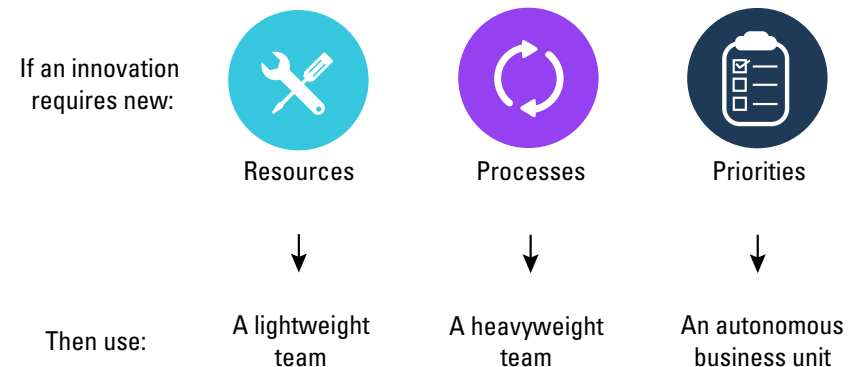 If an innovation
requires new:
Resources
Processes
Priorities
Then use:
A lightweight
team
A heavyweight
team
An autonomous
business unit